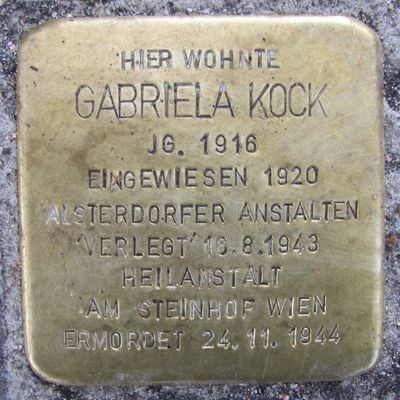 HIER WOHNTE
GABRIELA KOCK
JG. 1916
EINGEWIESEN 1920
ALSTERDORFER ANSTALTEN
'VERLEGT' 16.8.1943
HEILANSTALT
AM STEINHOF WIEN
ERMORDET 24.11.1944